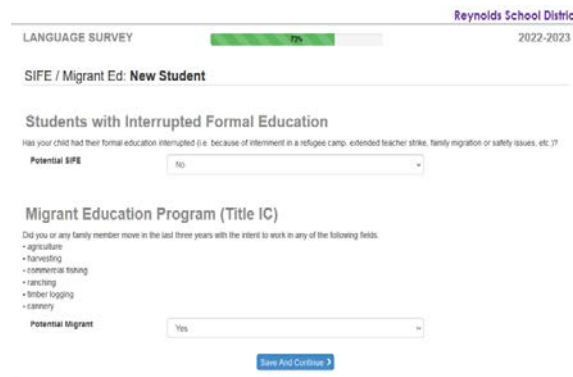 Reynolds School Distric
LANGUAGE SURVEY 73% 2022-2023
SIFE / Migrant Ed: New Student
Students with Interrupted Formal Education
Has your child had their formal education interrupted (i.e. because of internment in a refugee camp, extended teacher strike, family migration or safety issues, etc.)?
Potential SIFE No
Migrant Education Program (Title IC)
Did you or any family member move in the last three years with the intent to work in any of the following fields:
• agriculture
• harvesting
• commercial fishing
• ranching
• timber logging
• cannery
Potential Migrant Yes
Save And Continue ❯